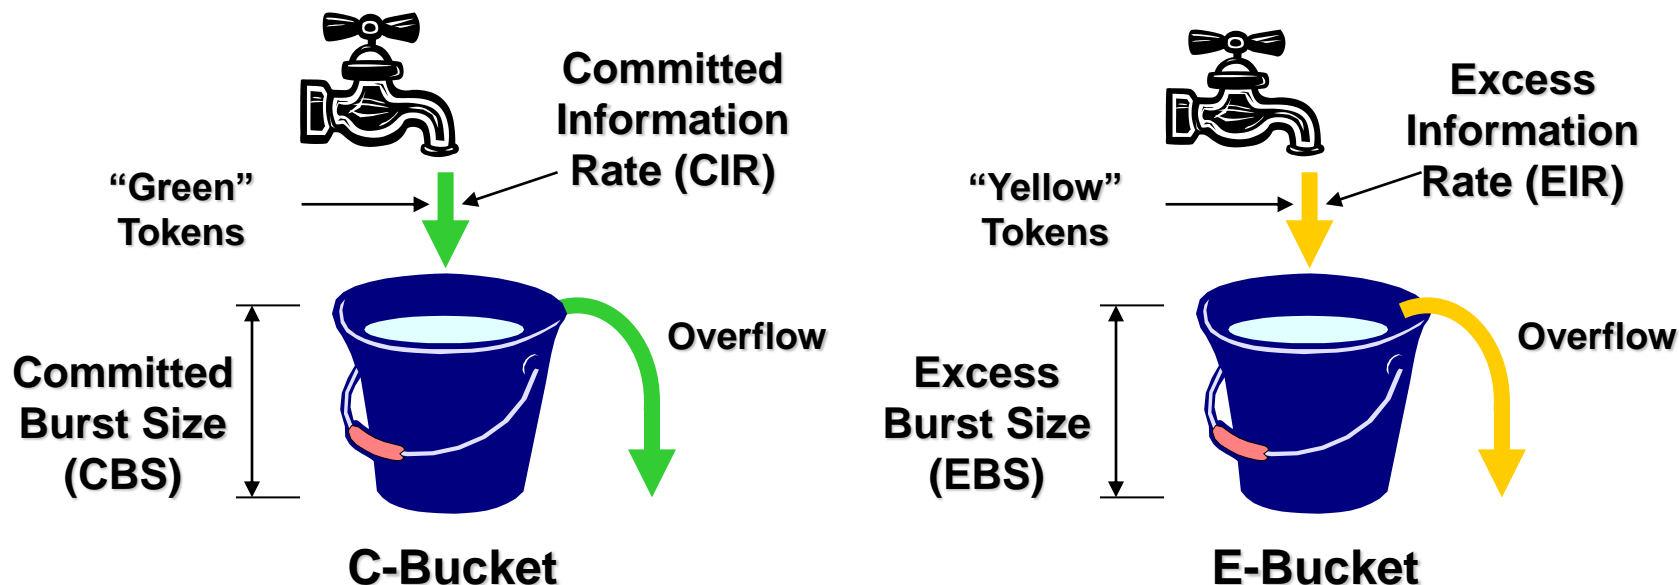 Committed
Information
Rate (CIR)
“Green”
Tokens
Committed
Burst Size
(CBS)
Overflow
C-Bucket
Excess
Information
Rate (EIR)
“Yellow”
Tokens
Excess
Burst Size
(EBS)
Overflow
E-Bucket